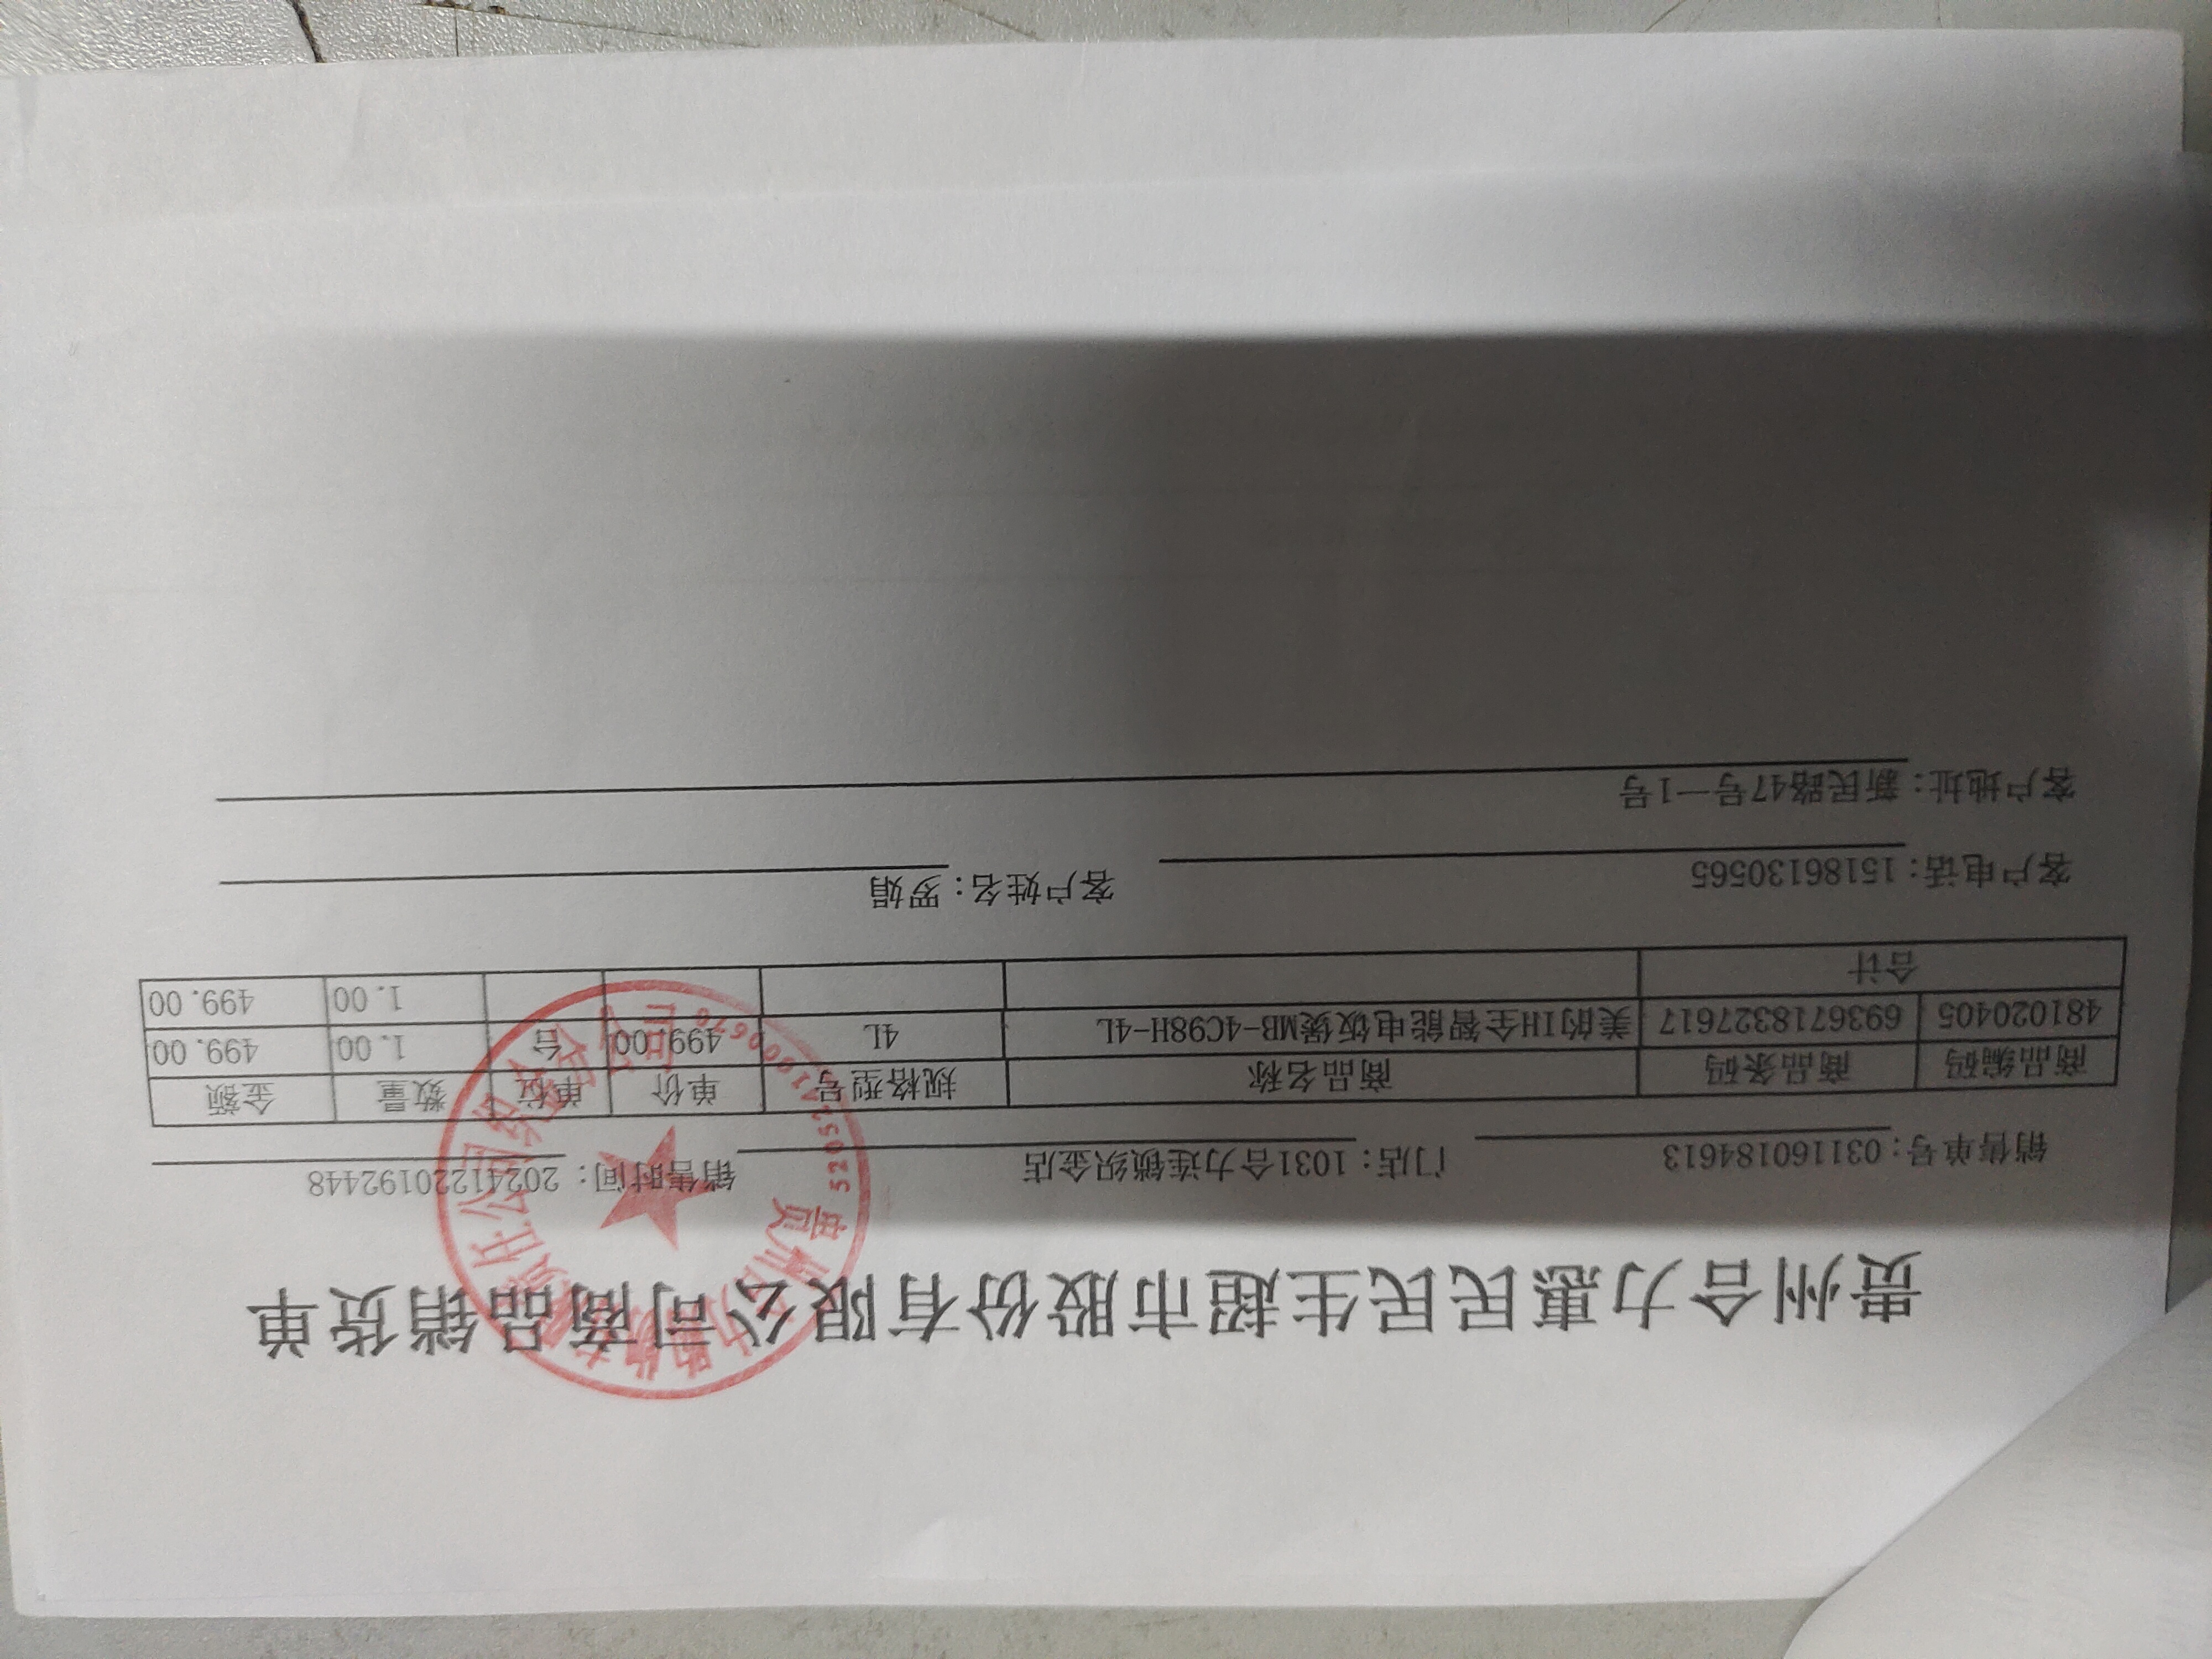 贵州合力惠民民生超市股份有限公司商品销货单
销售单号：031160184613 门店：1031合力连锁织金店 销售时间：20241220192448
商品编码 商品条码 商品名称 规格型号 单价 单位 数量 金额
481020405 6936718327617 美的IH全智能电饭煲MB-4C98H-4L 4L 499.00 台 1.00 499.00
合计 1.00 499.00
客户电话：15186130565 客户姓名：罗娟
客户地址：新民路47号一1号